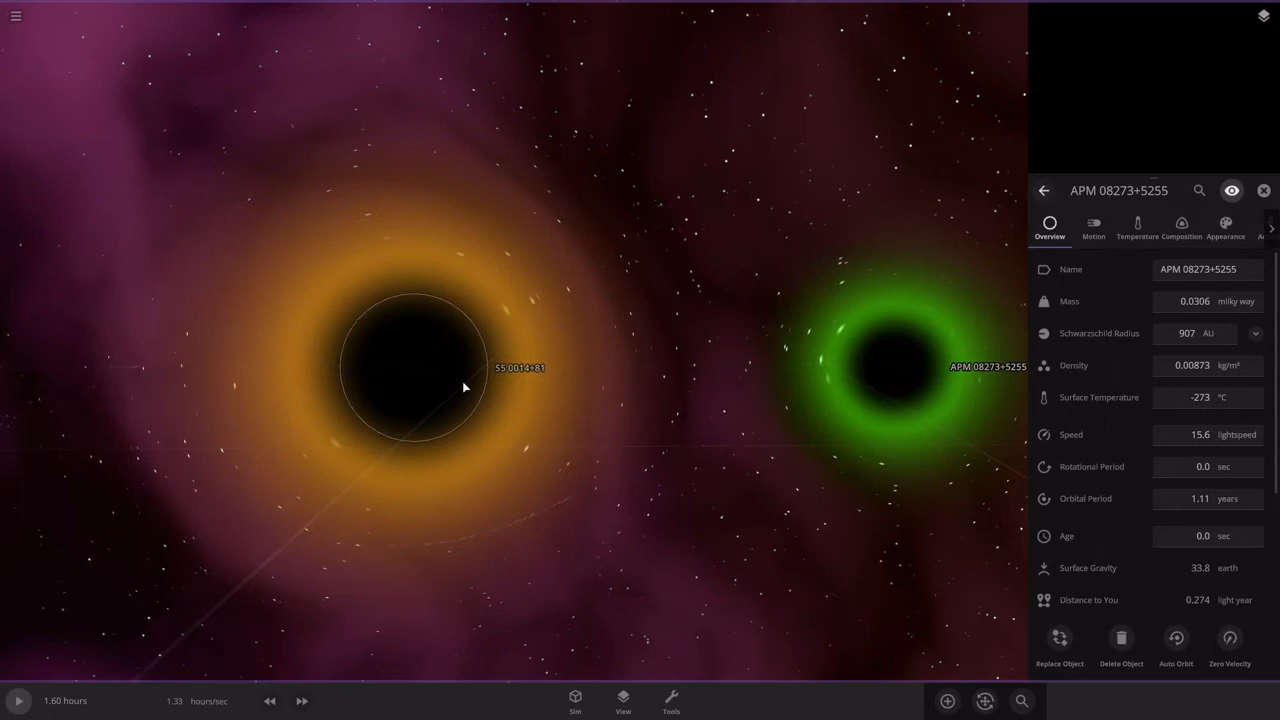 APM 08273+5255
Overview Motion Temperature Composition Appearance
Name APM 08273+5255
Mass 0.0306 milky way
Schwarzschild Radius 907 AU
Density 0.00873 kg/m³
Surface Temperature -273 °C
Speed 15.6 lightspeed
Rotational Period 0.0 sec
Orbital Period 1.11 years
Age 0.0 sec
Surface Gravity 33.8 earth
Distance to You 0.274 light year
Replace Object Delete Object Auto Orbit Zero Velocity
S5 0014+81
APM 08273+5255
1.60 hours 1.33 hours/sec
Sim View Tools